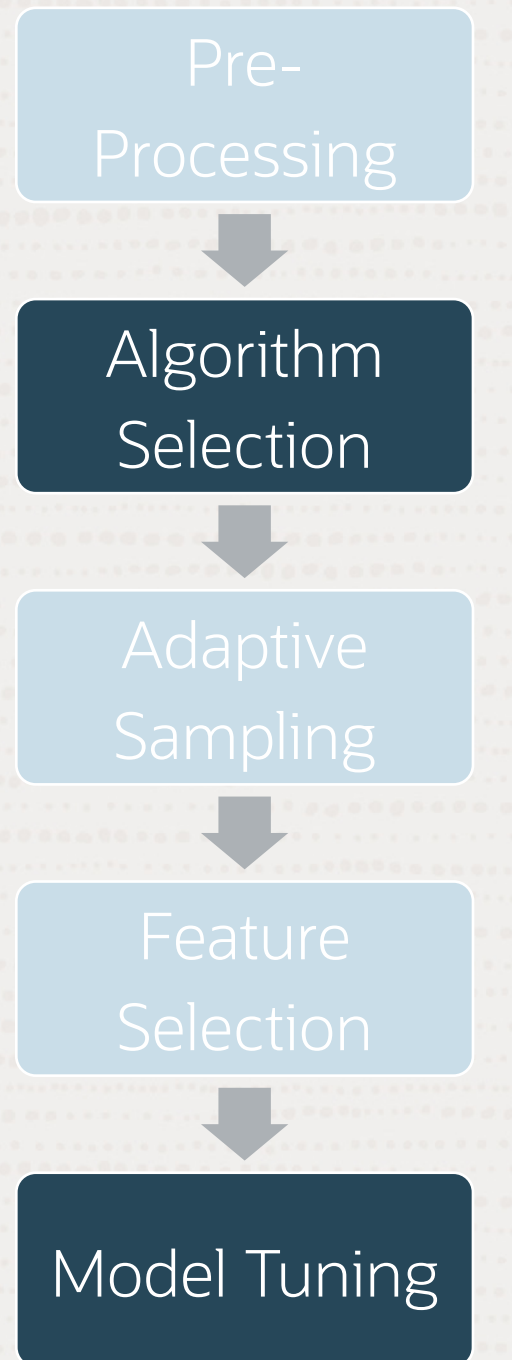 Pre-
Processing
Algorithm
Selection
Adaptive
Sampling
Feature
Selection
Model Tuning